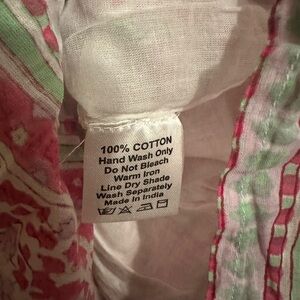 100% COTTON
Hand Wash Only
Do Not Bleach
Warm Iron
Line Dry Shade
Wash Separately
Made In India